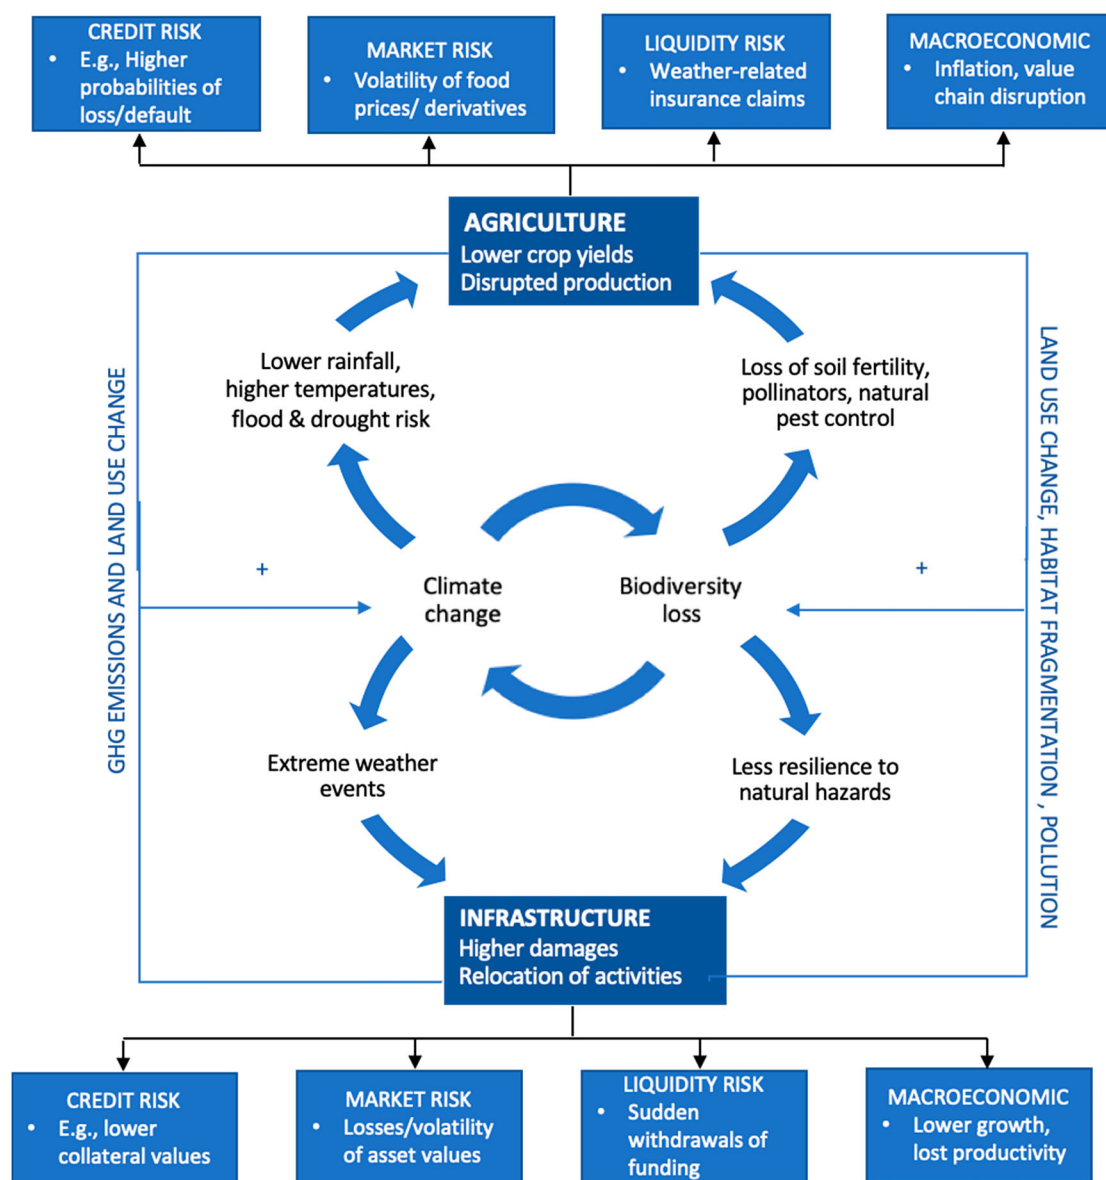 CREDIT RISK
• E.g., Higher
probabilities of
loss/default
MARKET RISK
• Volatility of food
prices/ derivatives
LIQUIDITY RISK
• Weather-related
insurance claims
MACROECONOMIC
• Inflation, value
chain disruption
AGRICULTURE
Lower crop yields
Disrupted production
GHG EMISSIONS AND LAND USE CHANGE
LAND USE CHANGE, HABITAT FRAGMENTATION , POLLUTION
Lower rainfall,
higher temperatures,
flood & drought risk
Loss of soil fertility,
pollinators, natural
pest control
+
+
Climate
change
Biodiversity
loss
Extreme weather
events
Less resilience to
natural hazards
INFRASTRUCTURE
Higher damages
Relocation of activities
CREDIT RISK
• E.g., lower
collateral values
MARKET RISK
• Losses/volatility
of asset values
LIQUIDITY RISK
• Sudden
withdrawals of
funding
MACROECONOMIC
• Lower growth,
lost productivity